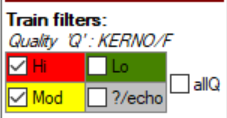 Train filters:
Quality 'Q': KERNO/F
Hi Lo
allQ
Mod ?/echo